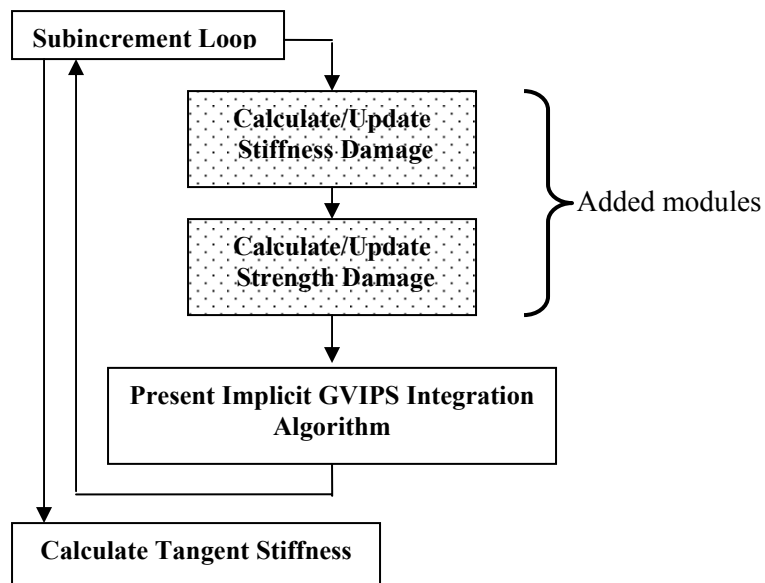 Subincrement Loop
Calculate/Update
Stiffness Damage
Added modules
Calculate/Update
Strength Damage
Present Implicit GVIPS Integration
Algorithm
Calculate Tangent Stiffness